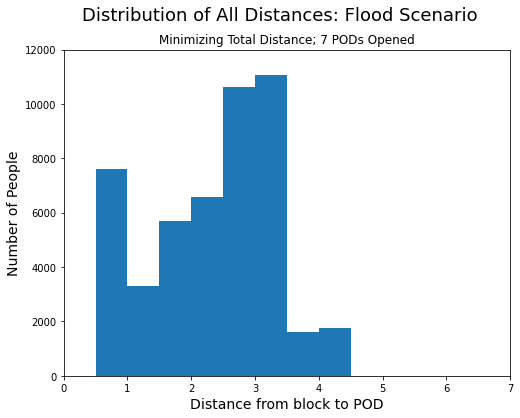 Distribution of All Distances: Flood Scenario
Minimizing Total Distance; 7 PODs Opened
12000
10000
8000
6000
4000
2000
0
Number of People
0 1 2 3 4 5 6 7
Distance from block to POD